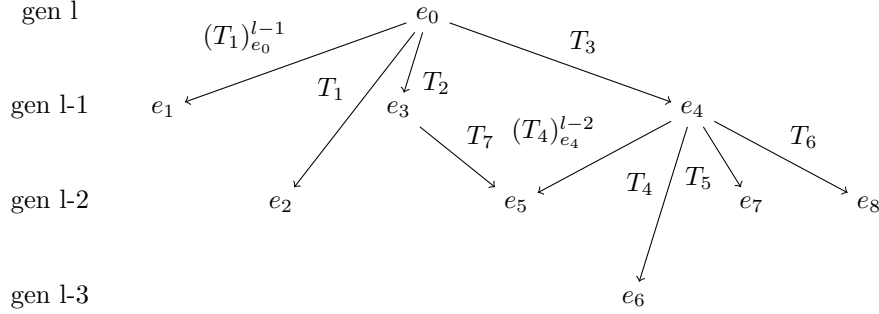 gen l e_0
(T_1)_{e_0}^{l-1} T_3
T_1 T_2
gen l-1 e_1 e_3 e_4
T_7 (T_4)_{e_4}^{l-2} T_6
T_4 T_5
gen l-2 e_2 e_5 e_7 e_8
gen l-3 e_6